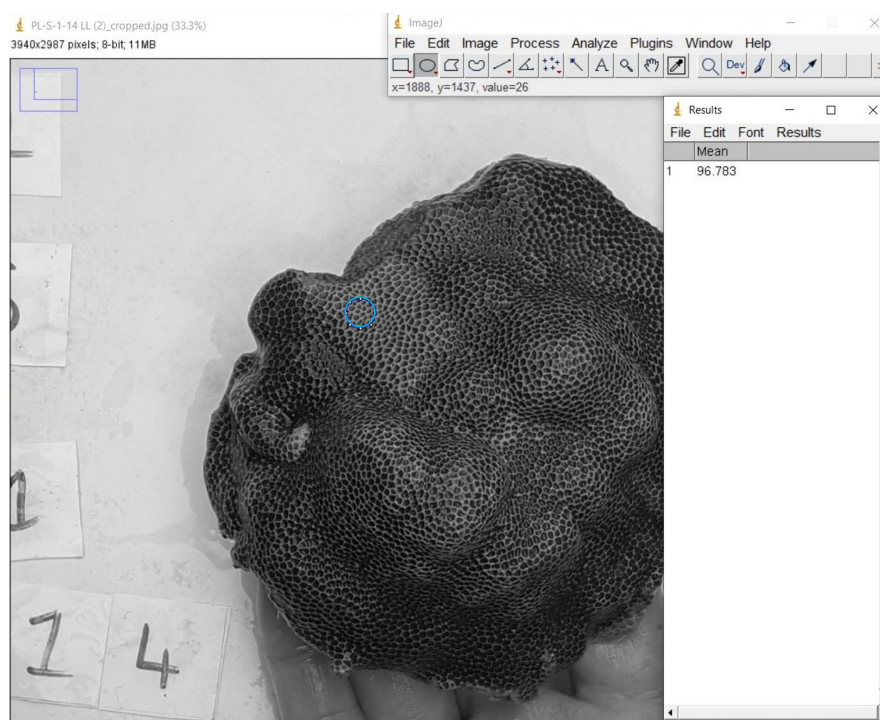 PL-S-1-14 LL (2)_cropped.jpg (33.3%)
3940x2987 pixels; 8-bit; 11MB
ImageJ
File Edit Image Process Analyze Plugins Window Help
Dev
x=1888, y=1437, value=26
Results
File Edit Font Results
Mean
1 96.783
1
1 4